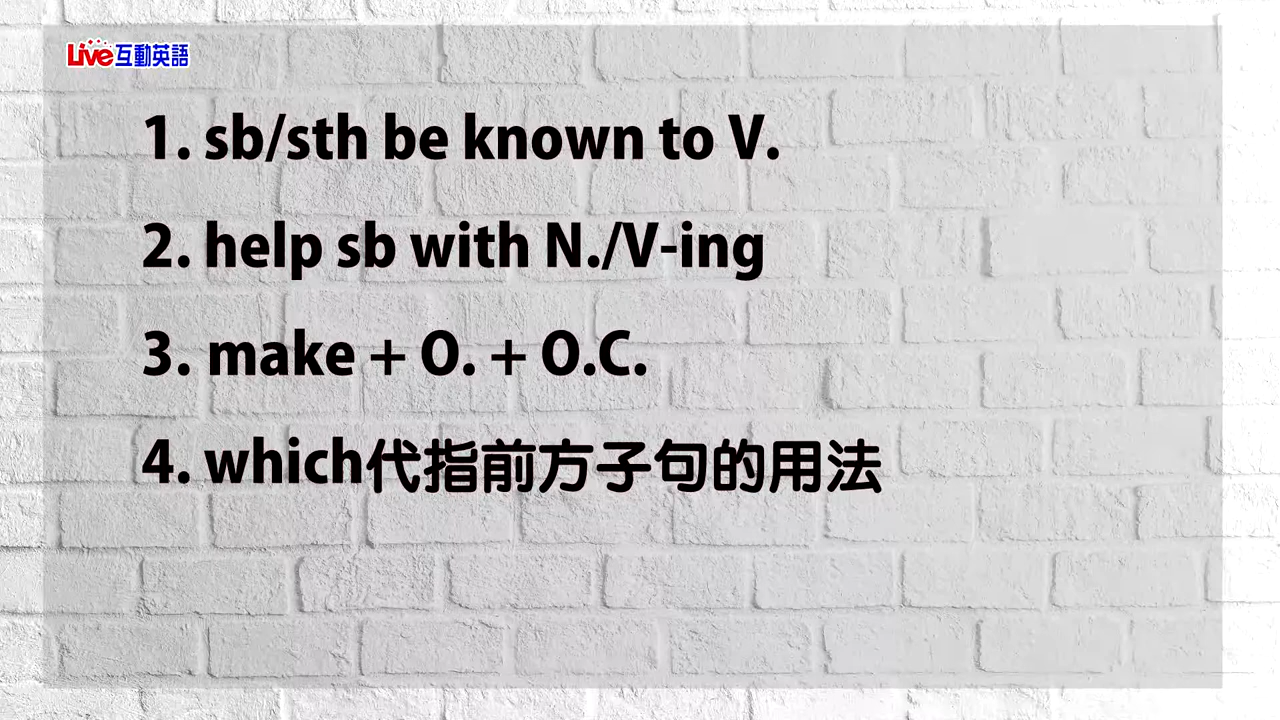 Live互動英語
1. sb/sth be known to V.
2. help sb with N./V-ing
3. make + O. + O.C.
4. which代指前方子句的用法